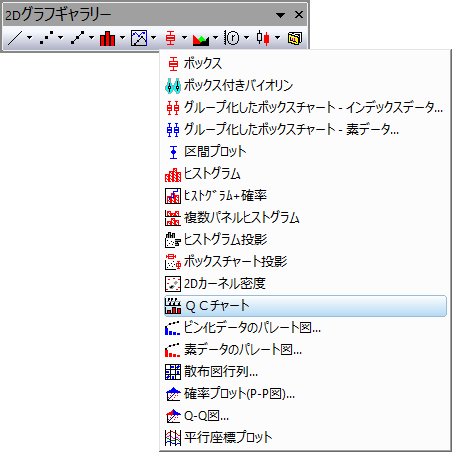 2Dグラフギャラリー
ボックス
ボックス付きバイオリン
グループ化したボックスチャート - インデックスデータ...
グループ化したボックスチャート - 素データ...
区間プロット
ヒストグラム
ﾋｽﾄｸﾞﾗﾑ+確率
複数パネルヒストグラム
ヒストグラム投影
ボックスチャート投影
2Dカーネル密度
ＱＣチャート
ビン化データのパレート図...
素データのパレート図...
散布図行列...
確率プロット(P-P図)...
Q-Q図...
平行座標プロット